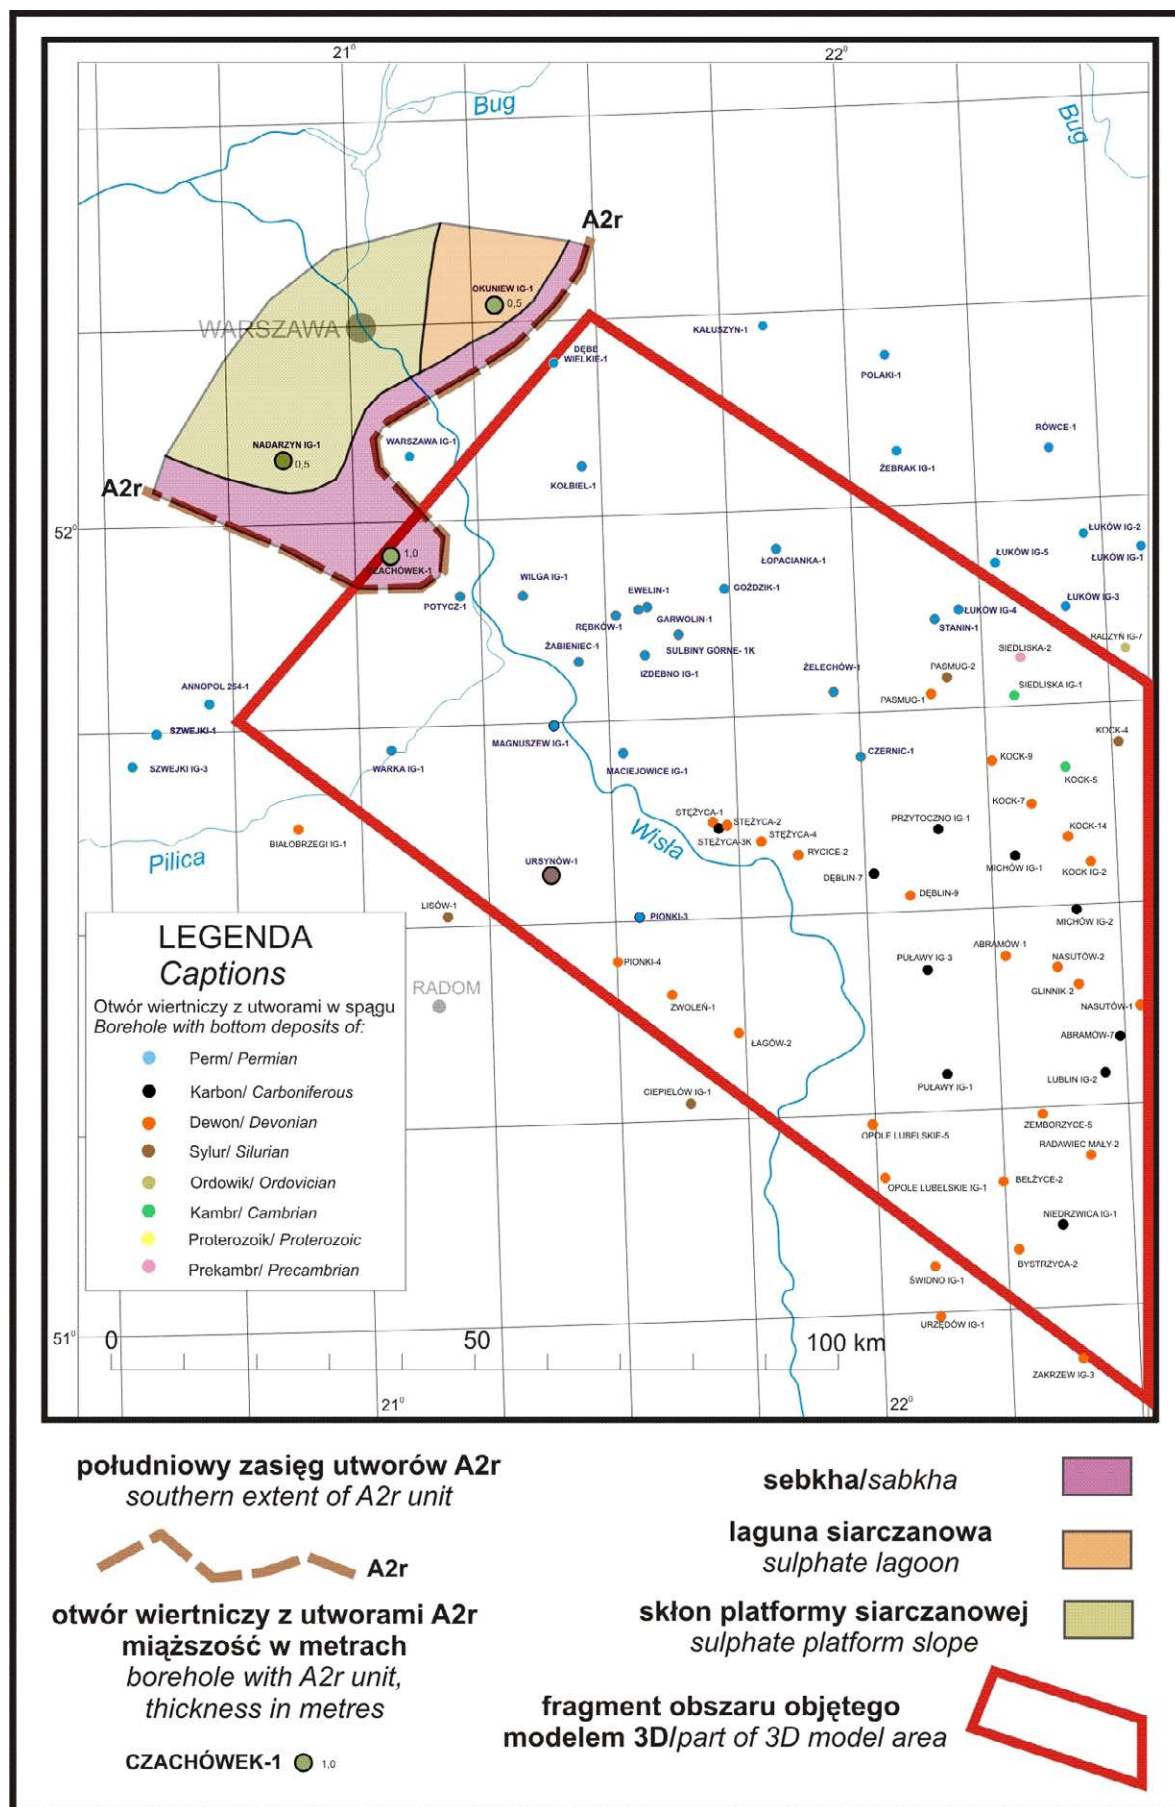 21°
22°
Bug
Bug
A2r
OKUNIEW IG-1
0,5
WARSZAWA
KAŁUSZYN-1
DĘBE
WIELKIE-1
POLAKI-1
RÓWCE-1
NADARZYN IG-1
0,5
WARSZAWA IG-1
ŻEBRAK IG-1
KOŁBIEL-1
A2r
52°
ŁUKÓW IG-2
1,0
CZACHÓWEK-1
ŁOPACIANKA-1
ŁUKÓW IG-5
ŁUKÓW IG-1
WILGA IG-1
EWELIN-1
GOŹDZIK-1
POTYCZ-1
ŁUKÓW IG-3
ŁUKÓW IG-4
GARWOLIN-1
RĘBKÓW-1
STANIN-1
RADZYŃ IG-7
ŻABIENIEC-1
SULBINY GÓRNE- 1K
SIEDLISKA-2
IZDEBNO IG-1
ŻELECHÓW-1
PASMUG-2
SIEDLISKA IG-1
ANNOPOL 254-1
PASMUG-1
SZWEJKI-1
KOCK-4
MAGNUSZEW IG-1
CZERNIC-1
KOCK-9
SZWEJKI IG-3
WARKA IG-1
MACIEJOWICE IG-1
KOCK-5
KOCK-7
STĘŻYCA-1
STĘŻYCA-2
PRZYTOCZNO IG-1
KOCK-14
Wisła
STĘŻYCA-4
STĘŻYCA-3K
BIAŁOBRZEGI IG-1
RYCICE-2
Pilica
URSYNÓW-1
MICHÓW IG-1
KOCK IG-2
DĘBLIN-7
DĘBLIN-9
LISÓW-1
PIONKI-3
MICHÓW IG-2
ABRAMÓW-1
PUŁAWY IG-3
NASUTÓW-2
PIONKI-4
RADOM
GLINNIK-2
ZWOLEŃ-1
NASUTÓW-1
ŁAGÓW-2
ABRAMÓW-7
LUBLIN IG-2
PUŁAWY IG-1
CIEPIELÓW IG-1
ZEMBORZYCE-5
OPOLE LUBELSKIE-5
RADAWIEC MAŁY-2
BEŁŻYCE-2
OPOLE LUBELSKIE IG-1
NIEDRZWICA IG-1
BYSTRZYCA-2
ŚWIDNO IG-1
URZĘDÓW IG-1
ZAKRZEW IG-3
LEGENDA
Captions
Otwór wiertniczy z utworami w spągu
Borehole with bottom deposits of:
Perm/ Permian
Karbon/ Carboniferous
Dewon/ Devonian
Sylur/ Silurian
Ordowik/ Ordovician
Kambr/ Cambrian
Proterozoik/ Proterozoic
Prekambr/ Precambrian
51°
0
50
100 km
21°
22°
południowy zasięg utworów A2r
southern extent of A2r unit
A2r
otwór wiertniczy z utworami A2r
miąższość w metrach
borehole with A2r unit,
thickness in metres
CZACHÓWEK-1
1,0
sebkha/sabkha
laguna siarczanowa
sulphate lagoon
skłon platformy siarczanowej
sulphate platform slope
fragment obszaru objętego
modelem 3D/part of 3D model area